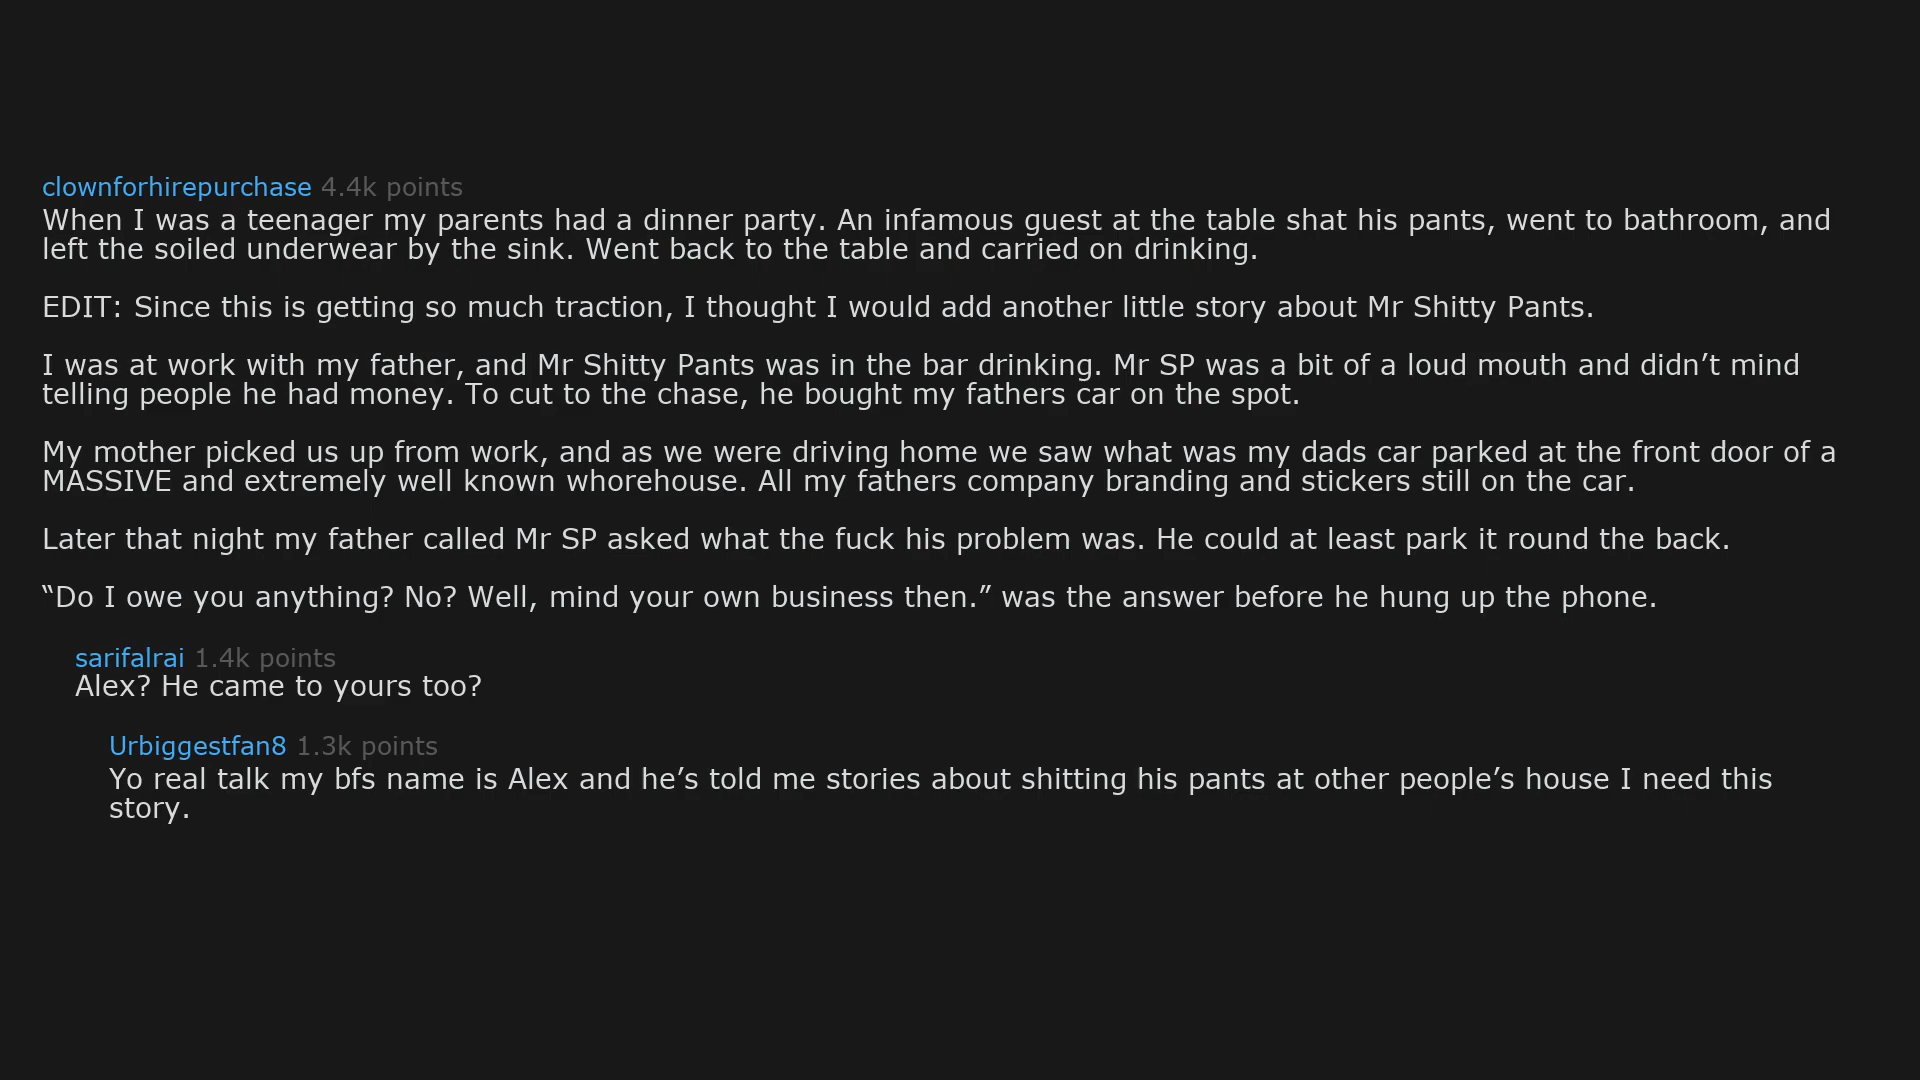 clownforhirepurchase 4.4k points
When I was a teenager my parents had a dinner party. An infamous guest at the table shat his pants, went to bathroom, and
left the soiled underwear by the sink. Went back to the table and carried on drinking.
EDIT: Since this is getting so much traction, I thought I would add another little story about Mr Shitty Pants.
I was at work with my father, and Mr Shitty Pants was in the bar drinking. Mr SP was a bit of a loud mouth and didn’t mind
telling people he had money. To cut to the chase, he bought my fathers car on the spot.
My mother picked us up from work, and as we were driving home we saw what was my dads car parked at the front door of a
MASSIVE and extremely well known whorehouse. All my fathers company branding and stickers still on the car.
Later that night my father called Mr SP asked what the fuck his problem was. He could at least park it round the back.
“Do I owe you anything? No? Well, mind your own business then.” was the answer before he hung up the phone.
sarifalrai 1.4k points
Alex? He came to yours too?
Urbiggestfan8 1.3k points
Yo real talk my bfs name is Alex and he’s told me stories about shitting his pants at other people’s house I need this
story.